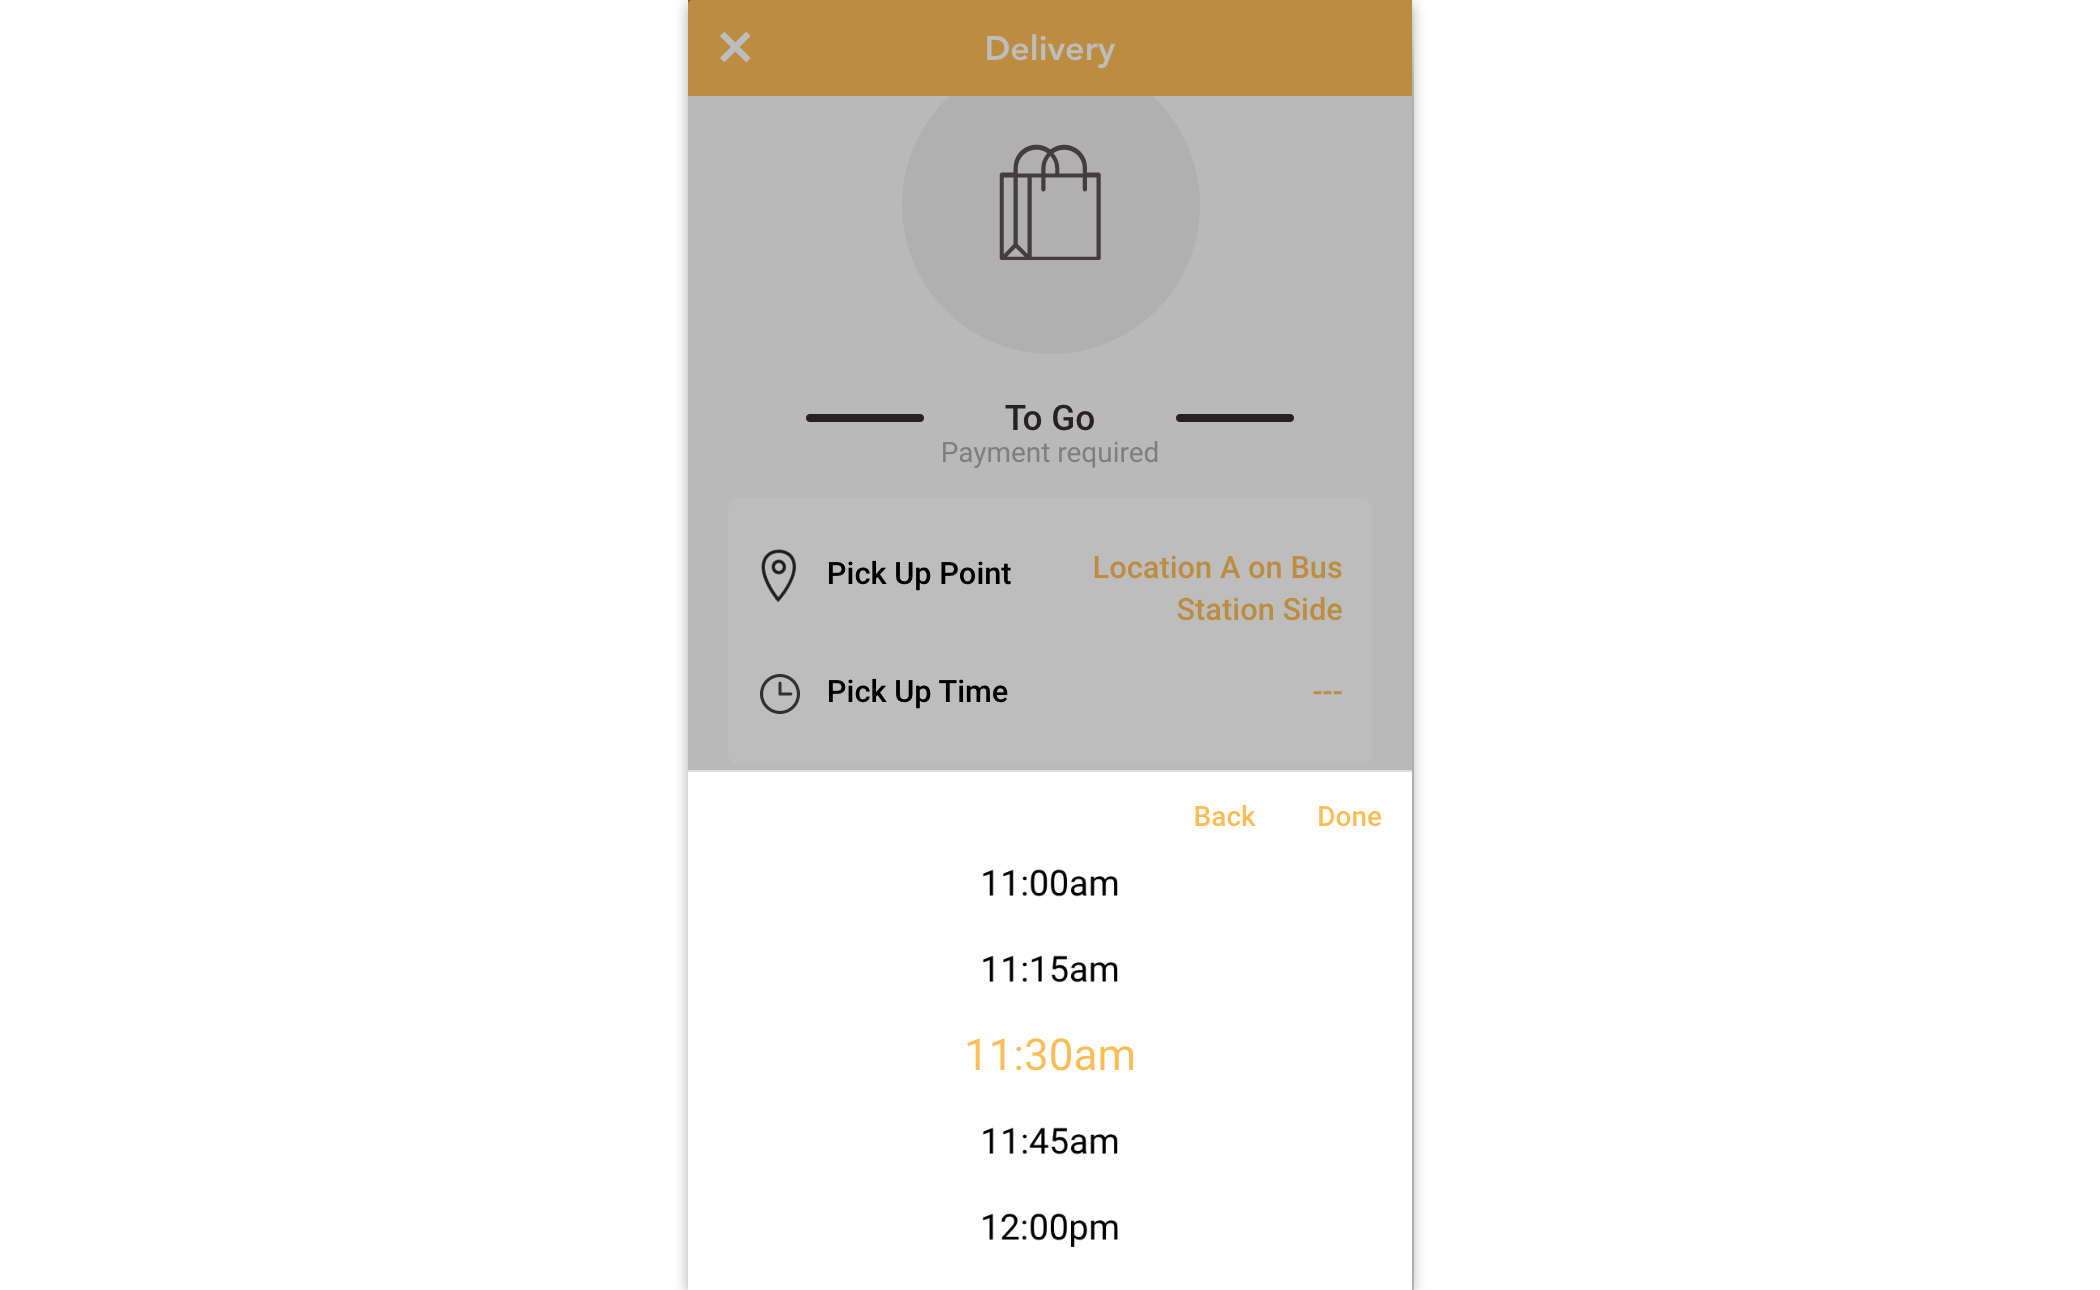 Delivery
To Go
Payment required
Pick Up Point
Location A on Bus
Station Side
Pick Up Time
---
Back
Done
11:00am
11:15am
11:30am
11:45am
12:00pm